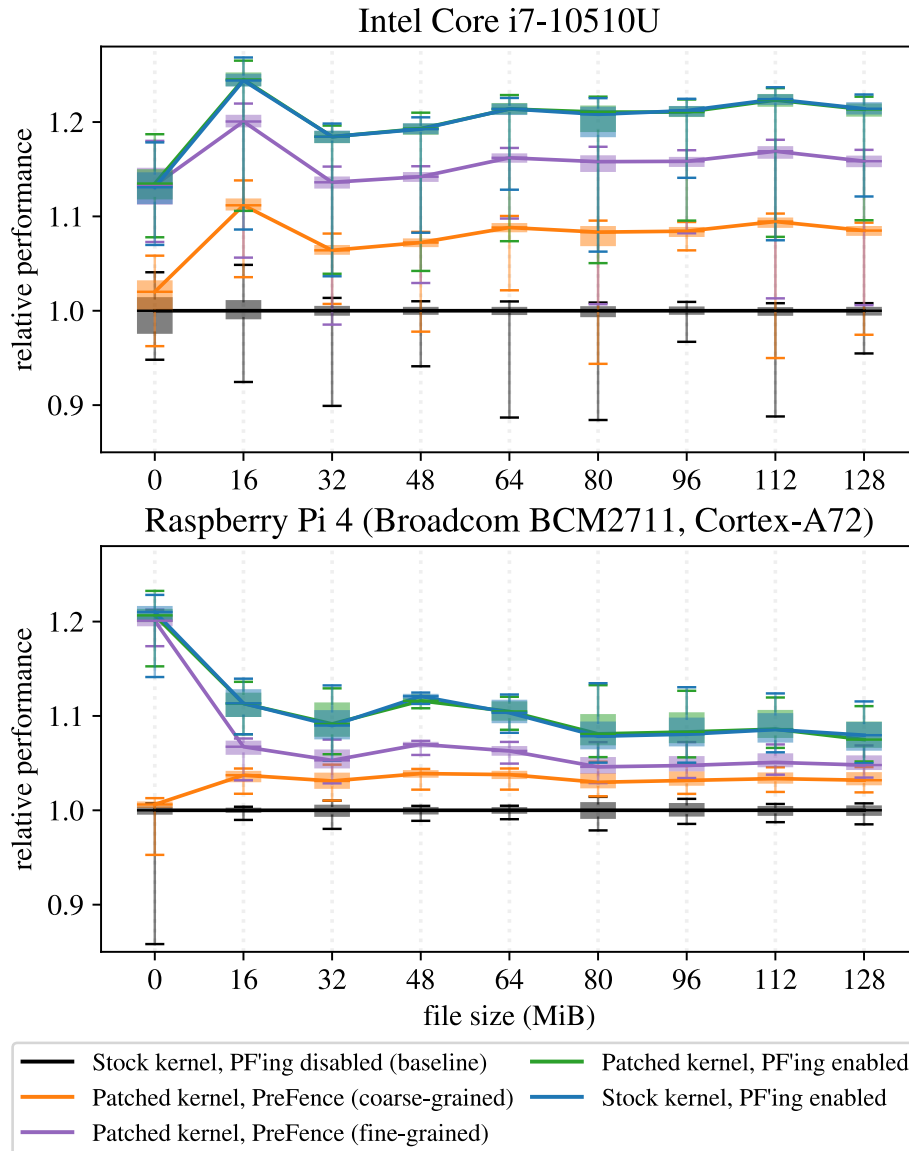 Intel Core i7-10510U
relative performance
1.2
1.1
1.0
0.9
0 16 32 48 64 80 96 112 128
Raspberry Pi 4 (Broadcom BCM2711, Cortex-A72)
relative performance
1.2
1.1
1.0
0.9
0 16 32 48 64 80 96 112 128
file size (MiB)
Stock kernel, PF'ing disabled (baseline)
Patched kernel, PreFence (coarse-grained)
Patched kernel, PreFence (fine-grained)
Patched kernel, PF'ing enabled
Stock kernel, PF'ing enabled